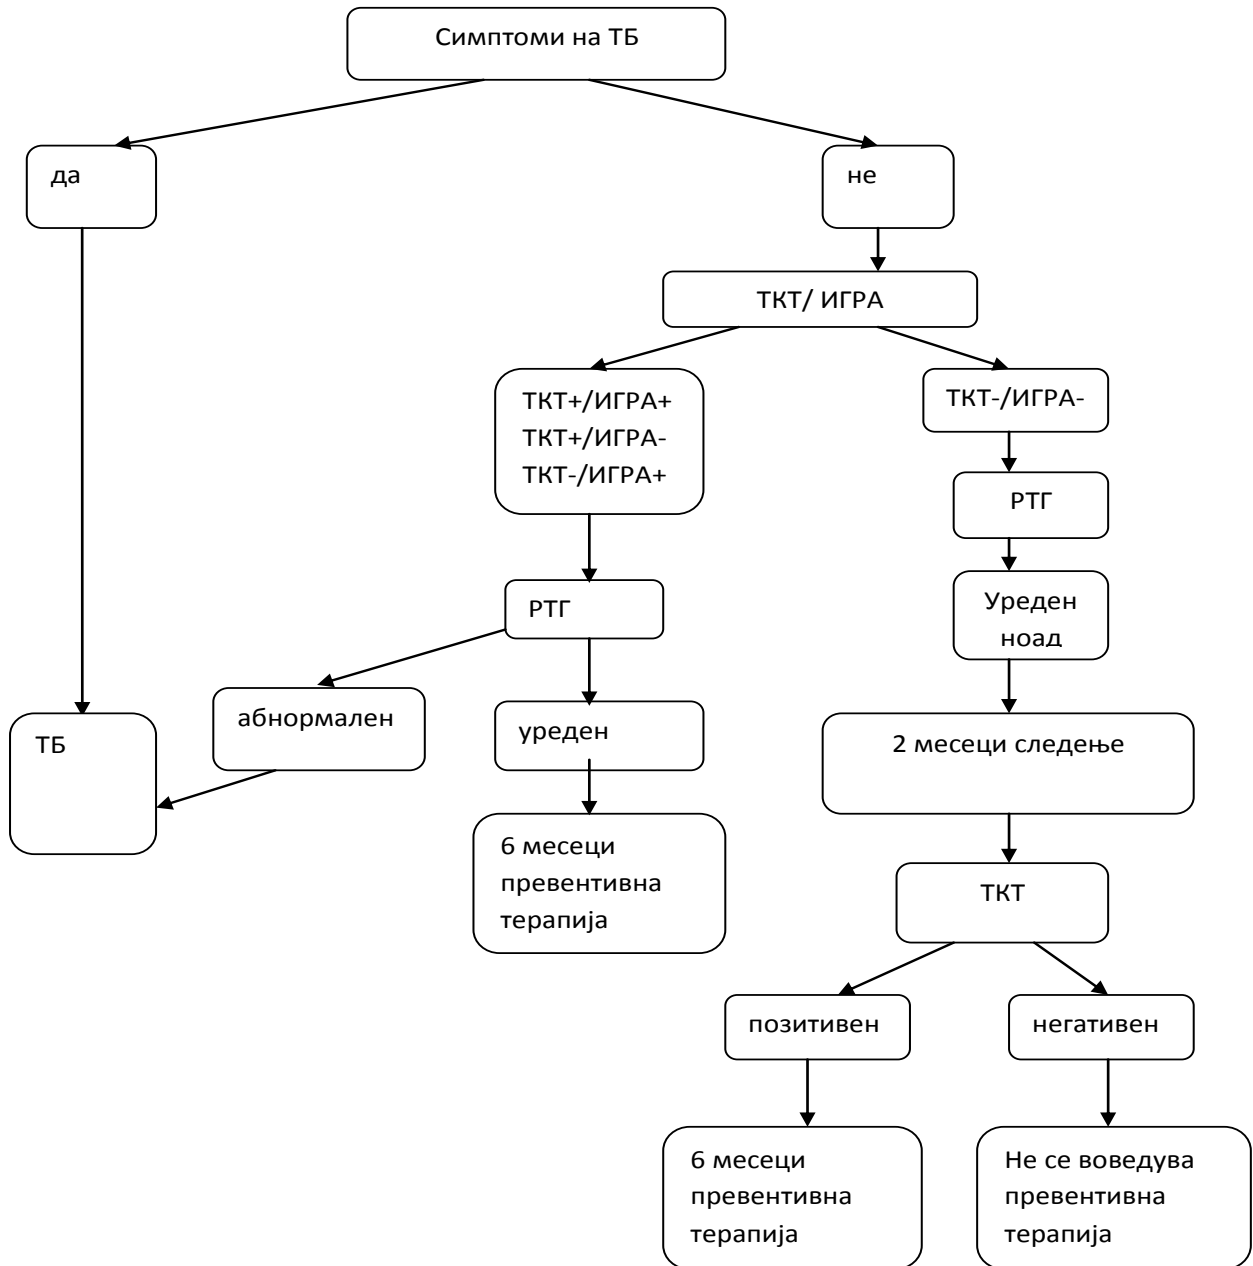 Симптоми на ТБ
да
не
ТКТ/ ИГРА
ТКТ+/ИГРА+
ТКТ+/ИГРА-
ТКТ-/ИГРА+
ТКТ-/ИГРА-
РТГ
Уреден
РТГ
абнормален
уреден
ТБ
2 месеци следење
6 месеци
превентивна
терапија
ТКТ
позитивен
негативен
6 месеци
превентивна
терапија
Не се воведува
превентивна
терапија